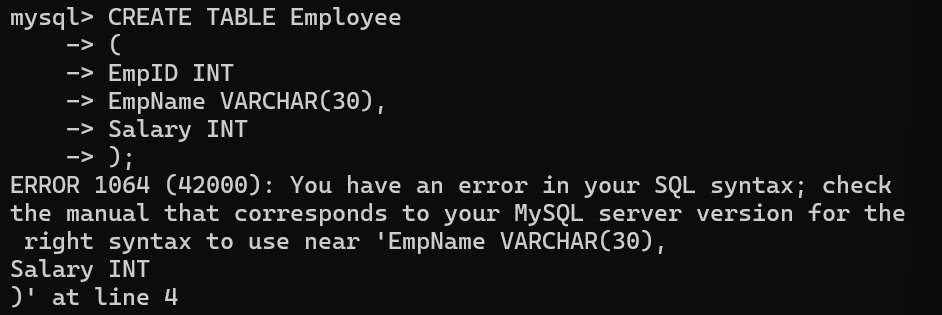 mysql> CREATE TABLE Employee
    -> (
    -> EmpID INT
    -> EmpName VARCHAR(30),
    -> Salary INT
    -> );
ERROR 1064 (42000): You have an error in your SQL syntax; check
the manual that corresponds to your MySQL server version for the
 right syntax to use near 'EmpName VARCHAR(30),
Salary INT
)' at line 4